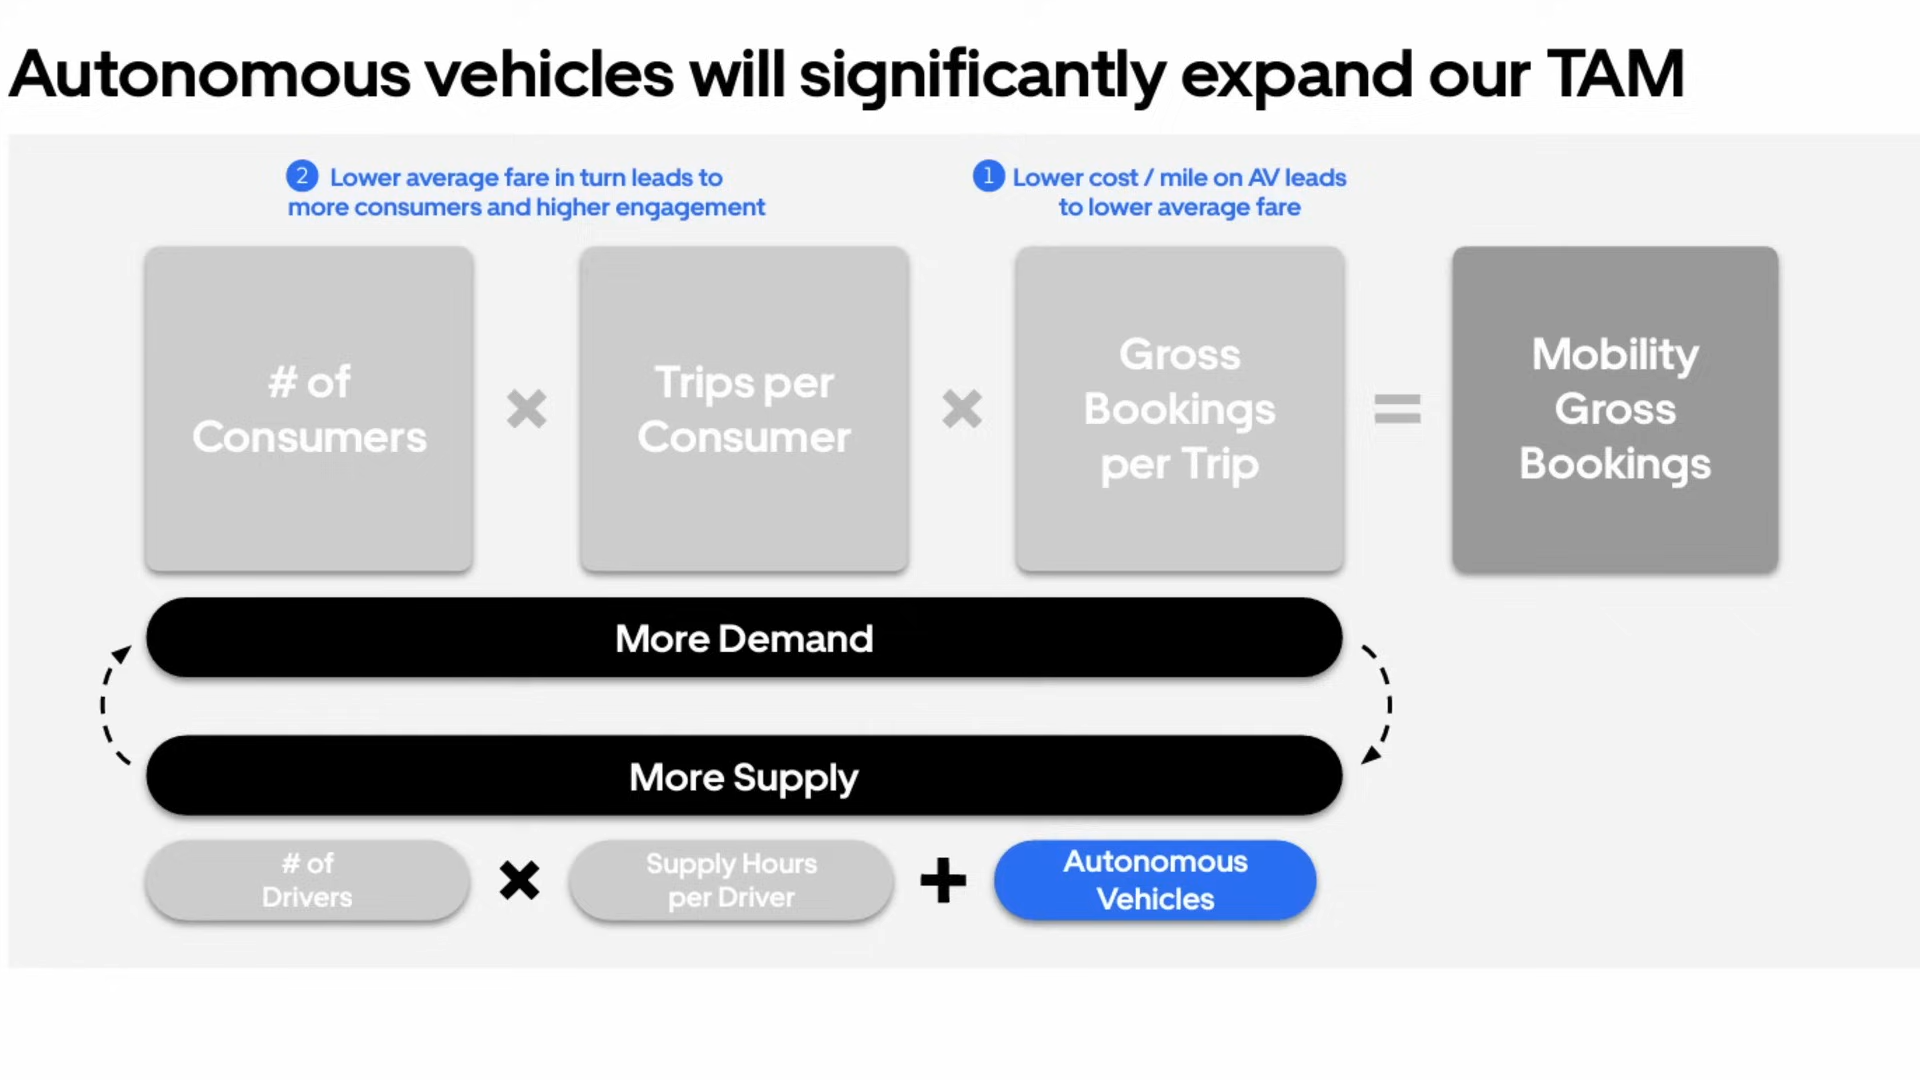 Autonomous vehicles will significantly expand our TAM
2 Lower average fare in turn leads to
more consumers and higher engagement
1 Lower cost / mile on AV leads
to lower average fare
# of
Consumers
×
Trips per
Consumer
×
Gross
Bookings
per Trip
=
Mobility
Gross
Bookings
More Demand
More Supply
# of
Drivers
×
Supply Hours
per Driver
+
Autonomous
Vehicles